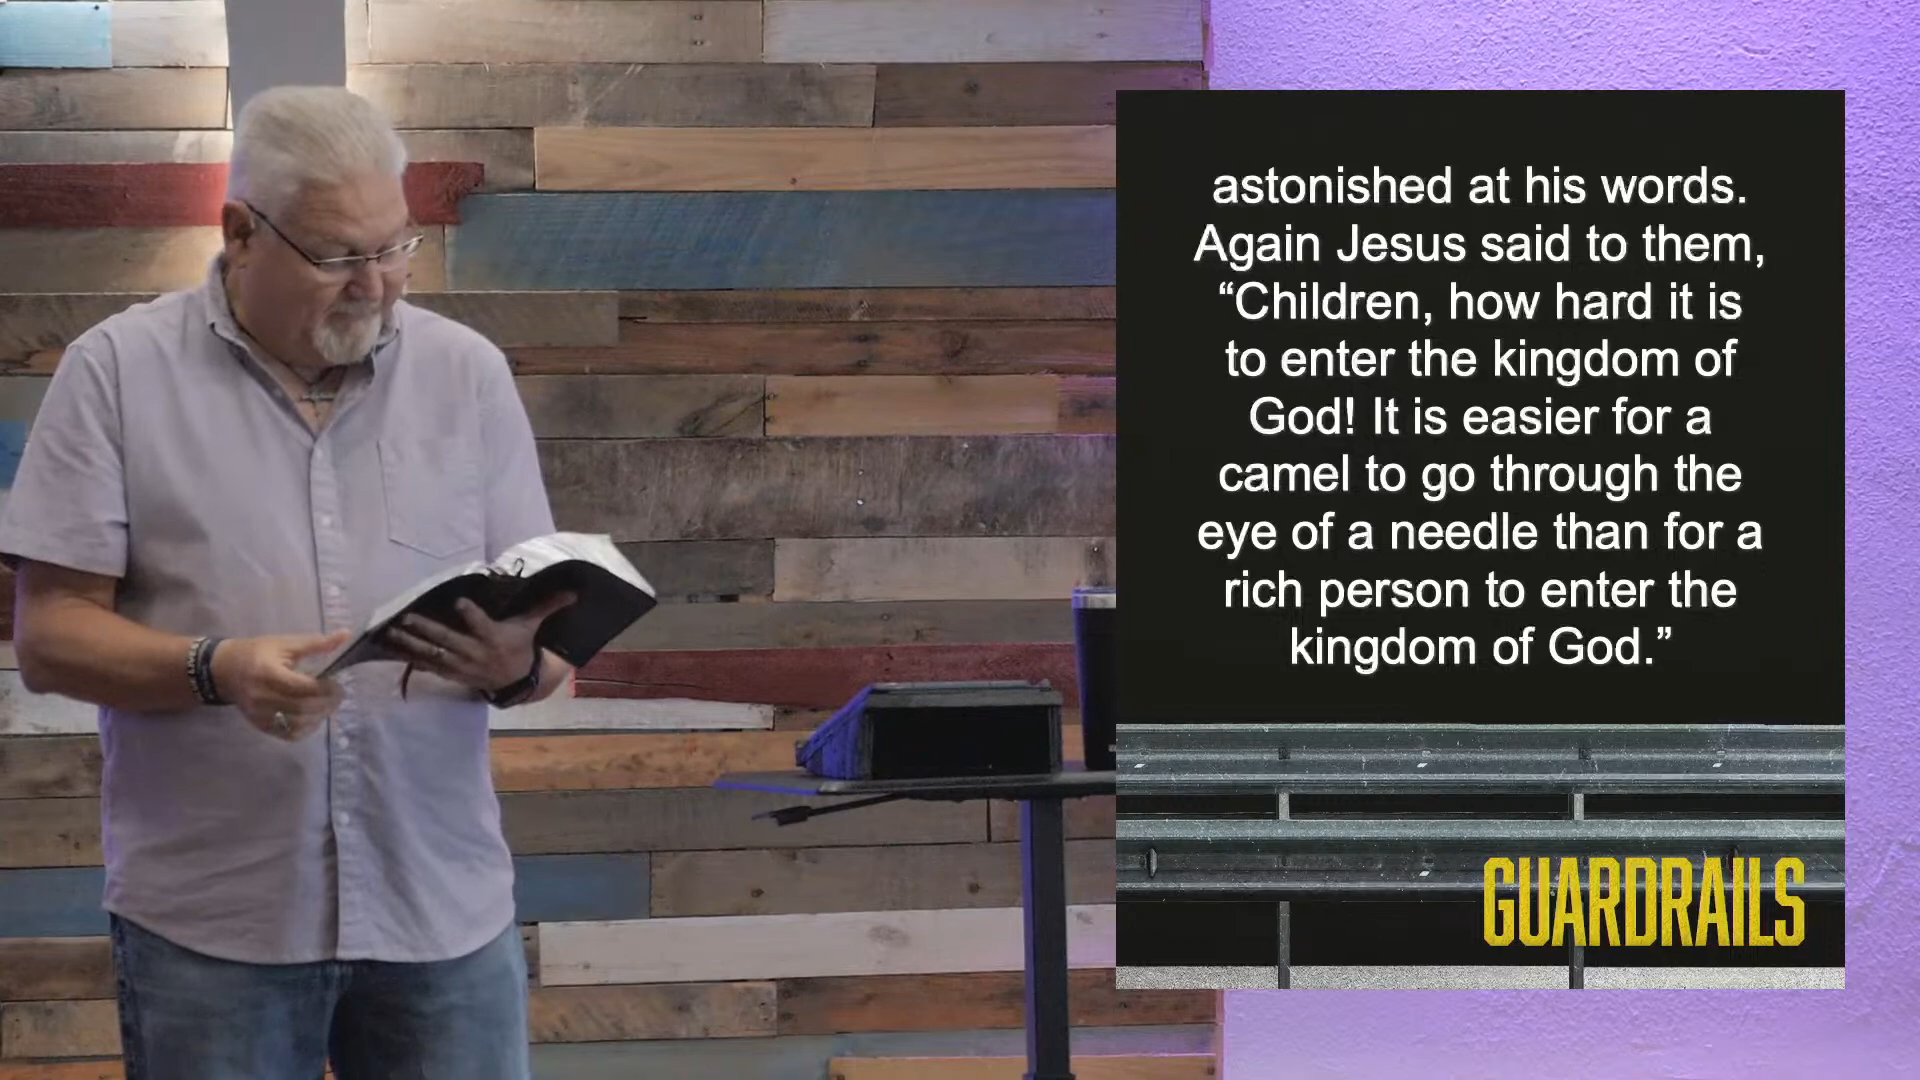 astonished at his words.
Again Jesus said to them,
“Children, how hard it is
to enter the kingdom of
God! It is easier for a
camel to go through the
eye of a needle than for a
rich person to enter the
kingdom of God.”
GUARDRAILS